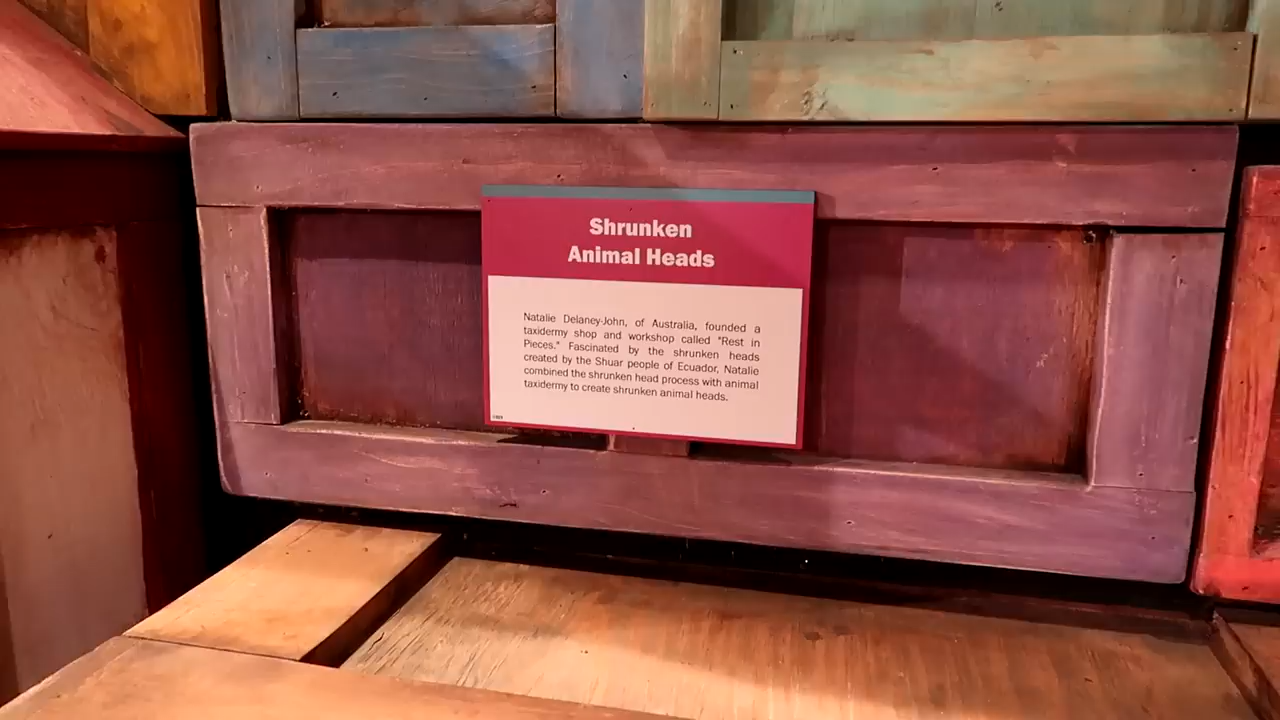 Shrunken
Animal Heads
Natalie Delaney-John, of Australia, founded a
taxidermy shop and workshop called "Rest in
Pieces." Fascinated by the shrunken heads
created by the Shuar people of Ecuador, Natalie
combined the shrunken head process with animal
taxidermy to create shrunken animal heads.